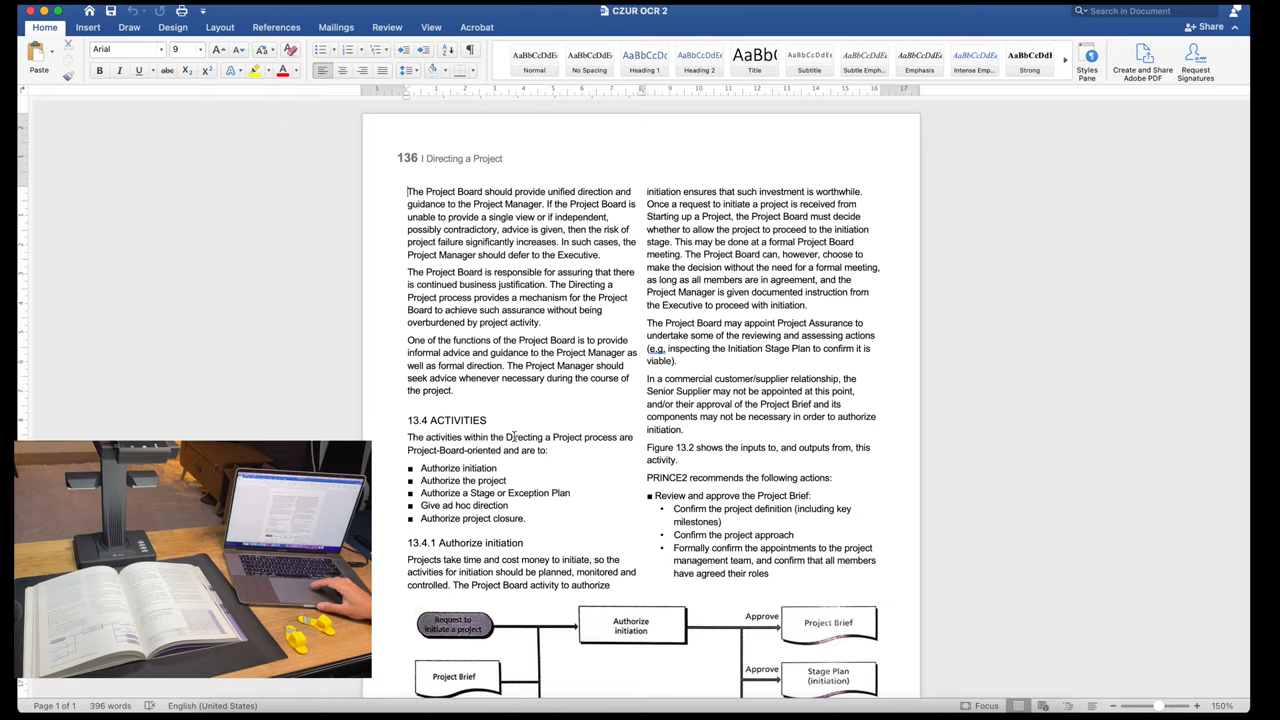 CZUR OCR 2
Search in Document
Home Insert Draw Design Layout References Mailings Review View Acrobat
Share
Arial 9
AaBbCcDdEe AaBbCcDdEe AaBbCcDc AaBbCcDdEe AaBb( AaBbCcDdEe AaBbCcDdEe AaBbCcDdEe AaBbCcDdEe AaBbCcDdI
Paste
Normal No Spacing Heading 1 Heading 2 Title Subtitle Subtle Emph... Emphasis Intense Emp... Strong
Styles Pane
Create and Share Adobe PDF
Request Signatures
136 I Directing a Project
The Project Board should provide unified direction and
guidance to the Project Manager. If the Project Board is
unable to provide a single view or if independent,
possibly contradictory, advice is given, then the risk of
project failure significantly increases. In such cases, the
Project Manager should defer to the Executive.
The Project Board is responsible for assuring that there
is continued business justification. The Directing a
Project process provides a mechanism for the Project
Board to achieve such assurance without being
overburdened by project activity.
One of the functions of the Project Board is to provide
informal advice and guidance to the Project Manager as
well as formal direction. The Project Manager should
seek advice whenever necessary during the course of
the project.
13.4 ACTIVITIES
The activities within the Directing a Project process are
Project-Board-oriented and are to:
■ Authorize initiation
■ Authorize the project
■ Authorize a Stage or Exception Plan
■ Give ad hoc direction
■ Authorize project closure.
13.4.1 Authorize initiation
Projects take time and cost money to initiate, so the
activities for initiation should be planned, monitored and
controlled. The Project Board activity to authorize
initiation ensures that such investment is worthwhile.
Once a request to initiate a project is received from
Starting up a Project, the Project Board must decide
whether to allow the project to proceed to the initiation
stage. This may be done at a formal Project Board
meeting. The Project Board can, however, choose to
make the decision without the need for a formal meeting,
as long as all members are in agreement, and the
Project Manager is given documented instruction from
the Executive to proceed with initiation.
The Project Board may appoint Project Assurance to
undertake some of the reviewing and assessing actions
(e.g. inspecting the Initiation Stage Plan to confirm it is
viable).
In a commercial customer/supplier relationship, the
Senior Supplier may not be appointed at this point,
and/or their approval of the Project Brief and its
components may not be necessary in order to authorize
initiation.
Figure 13.2 shows the inputs to, and outputs from, this
activity.
PRINCE2 recommends the following actions:
■ Review and approve the Project Brief:
• Confirm the project definition (including key
milestones)
• Confirm the project approach
• Formally confirm the appointments to the project
management team, and confirm that all members
have agreed their roles
Request to
initiate a project
Authorize
initiation
Approve
Project Brief
Project Brief
Approve
Stage Plan
(initiation)
Page 1 of 1 396 words English (United States)
Focus
150%